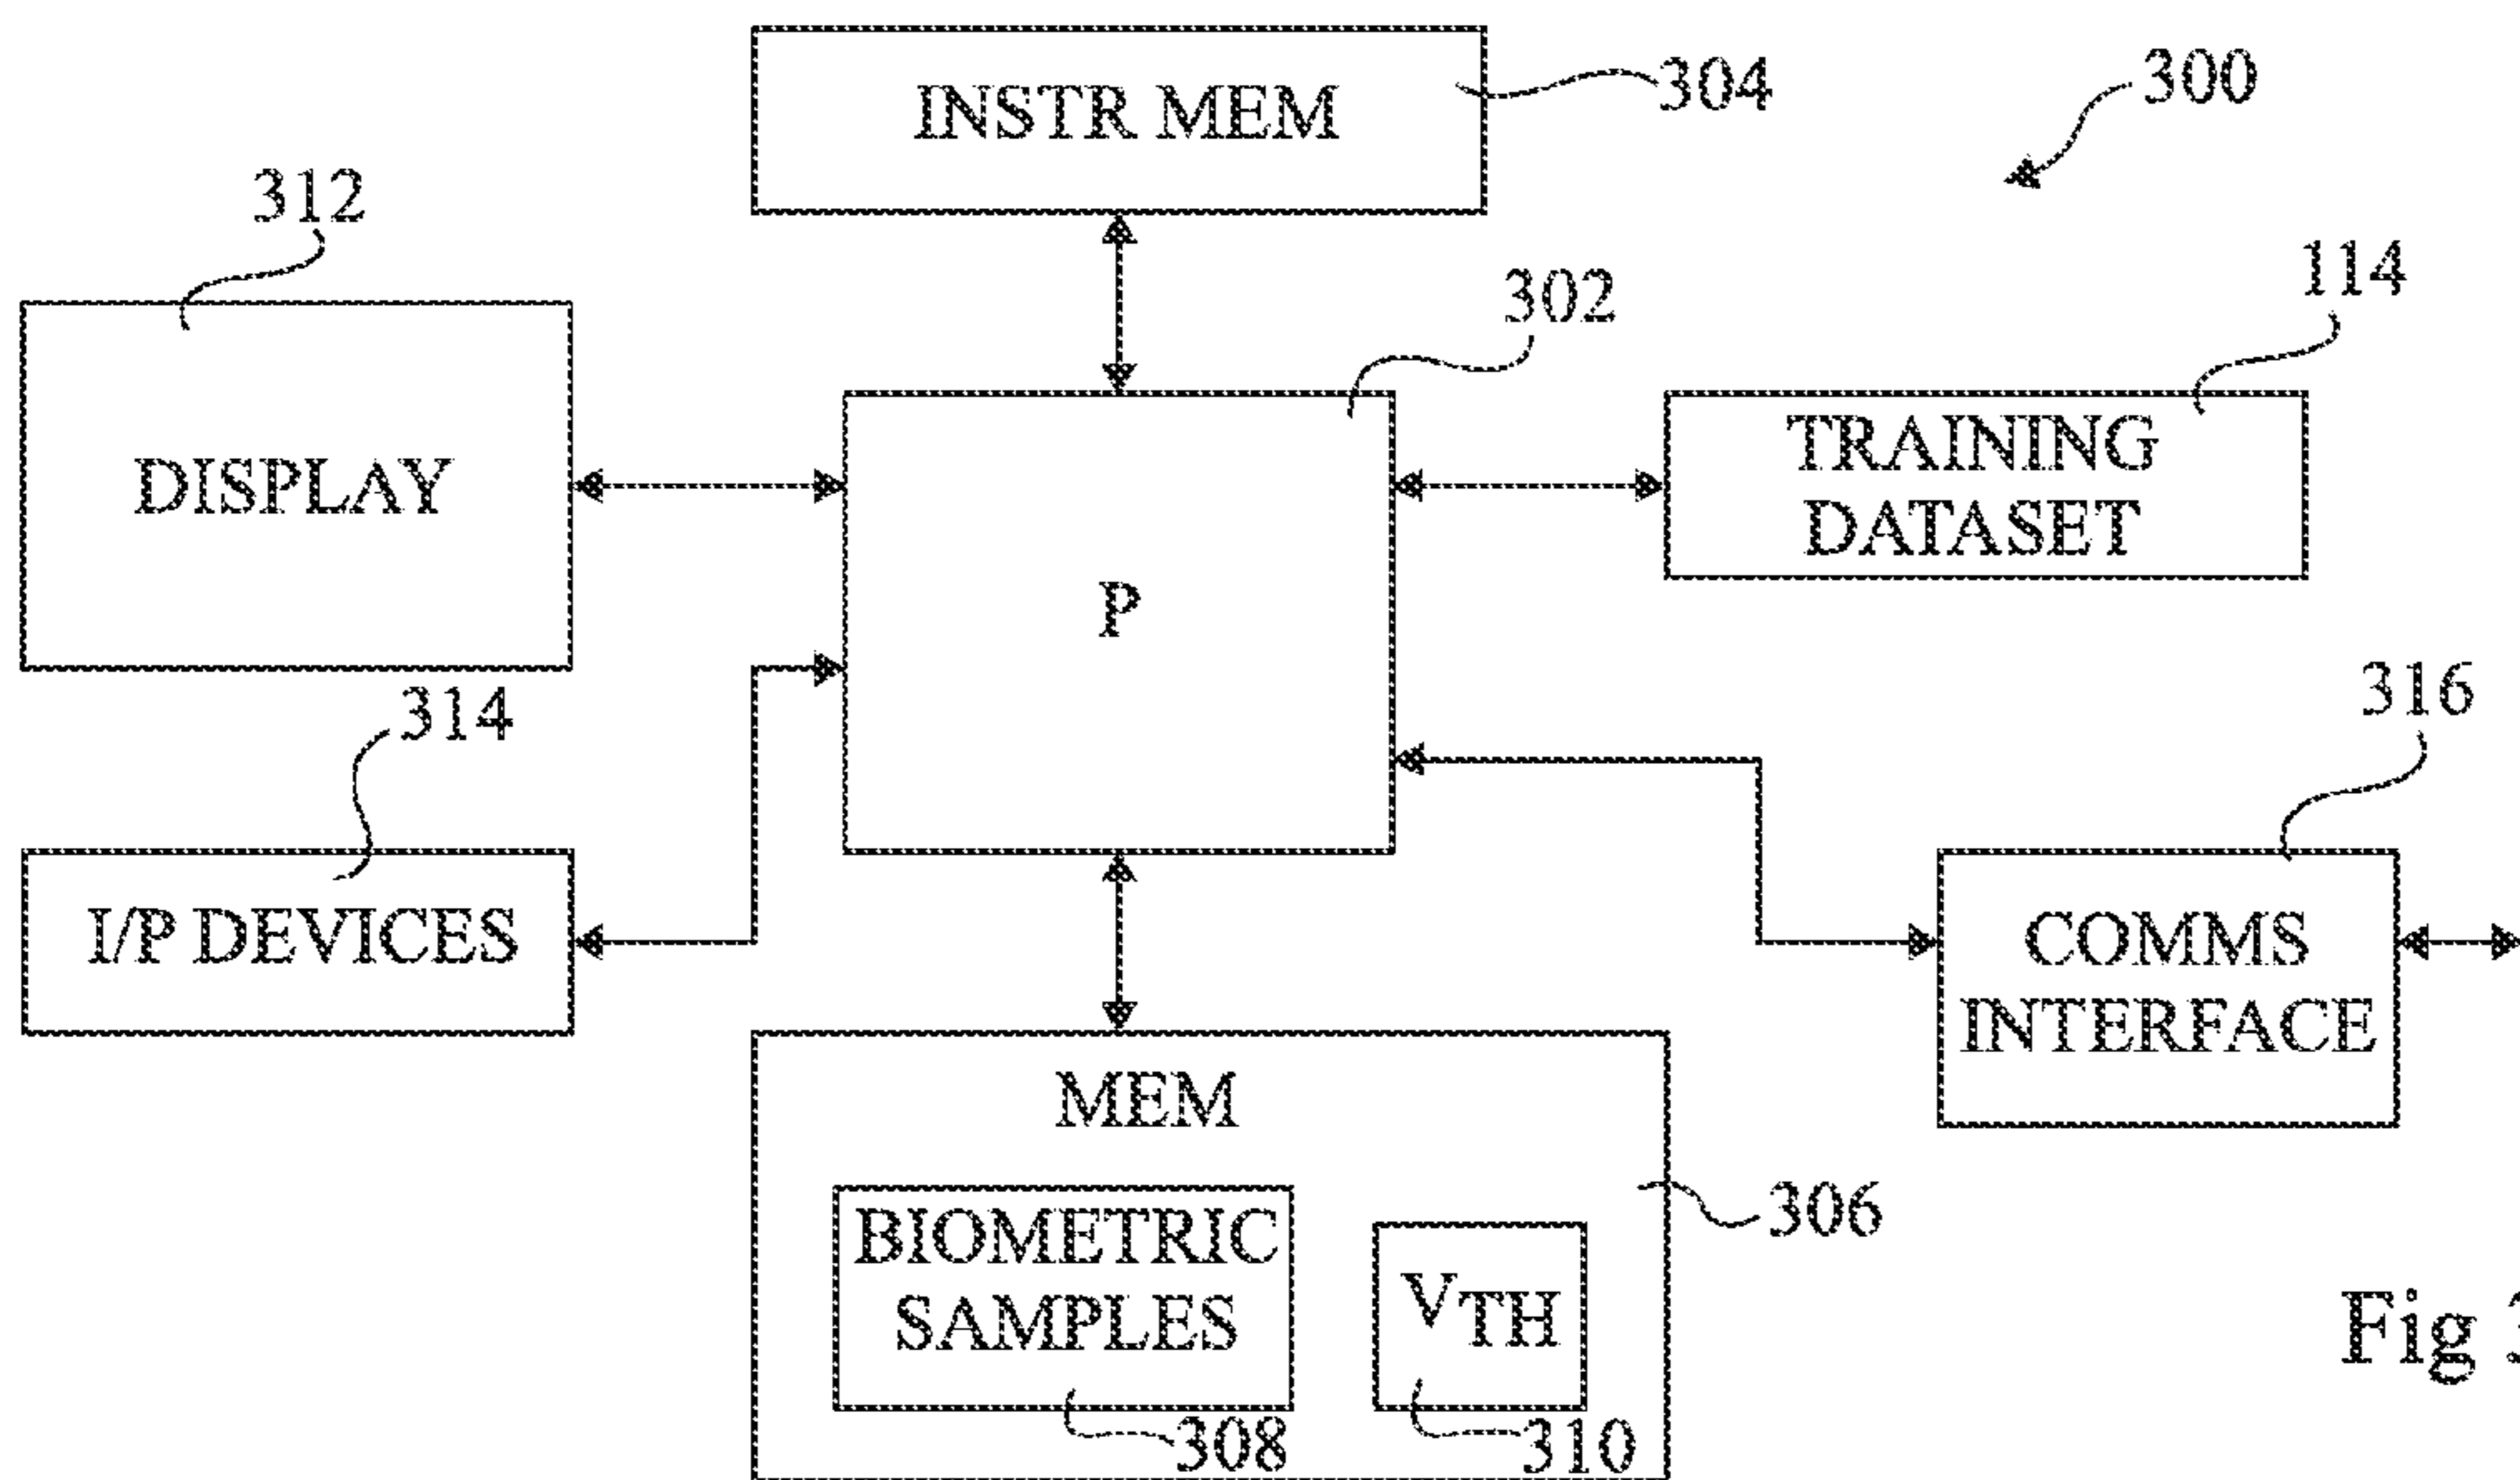 INSTR MEM
304
300
312
114
302
TRAINING
DATASET
DISPLAY
P
314
316
I/P DEVICES
COMMS
INTERFACE
MEM
306
BIOMETRIC
SAMPLES
VTH
308
310
Fig